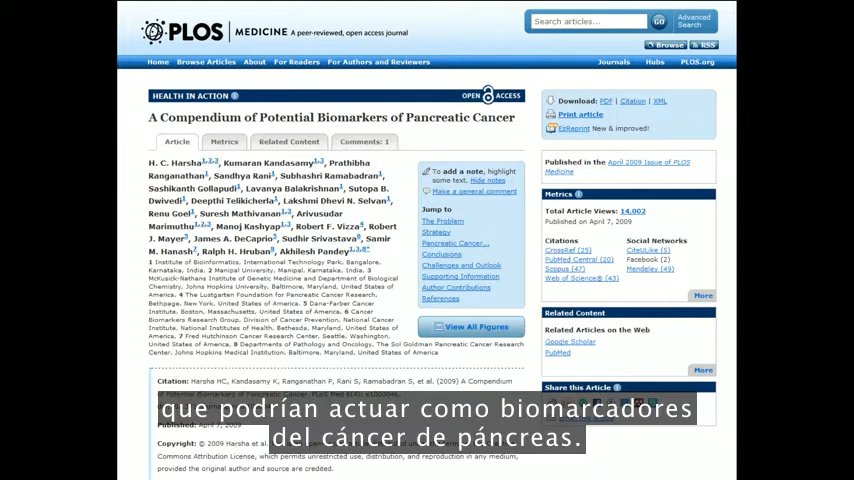 PLOS | MEDICINE A peer-reviewed, open access journal
Search articles... GO Advanced Search
Browse RSS
Home Browse Articles About For Readers For Authors and Reviewers Journals Hubs PLOS.org
HEALTH IN ACTION OPEN ACCESS
A Compendium of Potential Biomarkers of Pancreatic Cancer
Article Metrics Related Content Comments: 1
H. C. Harsha1,2,3, Kumaran Kandasamy1,3, Prathibha
Ranganathan1, Sandhya Rani1, Subhashri Ramabadran1,
Sashikanth Gollapudi1, Lavanya Balakrishnan1, Sutopa B.
Dwivedi1, Deepthi Telikicherla1, Lakshmi Dhevi N. Selvan1,
Renu Goel1, Suresh Mathivanan1,3, Arivusudar
Marimuthu1,2,3, Manoj Kashyap1,3, Robert F. Vizza4, Robert
J. Mayer5, James A. DeCaprio5, Sudhir Srivastava6, Samir
M. Hanash7, Ralph H. Hruban8, Akhilesh Pandey1,3,8*
1 Institute of Bioinformatics, International Technology Park, Bangalore,
Karnataka, India, 2 Manipal University, Manipal, Karnataka, India, 3
McKusick-Nathans Institute of Genetic Medicine and Department of Biological
Chemistry, Johns Hopkins University, Baltimore, Maryland, United States of
America, 4 The Lustgarten Foundation for Pancreatic Cancer Research,
Bethpage, New York, United States of America, 5 Dana-Farber Cancer
Institute, Boston, Massachusetts, United States of America, 6 Cancer
Biomarkers Research Group, Division of Cancer Prevention, National Cancer
Institute, National Institutes of Health, Bethesda, Maryland, United States
of America, 7 Fred Hutchinson Cancer Research Center, Seattle, Washington,
United States of America, 8 Departments of Pathology and Oncology, The Sol Goldman Pancreatic Cancer Research
Center, Johns Hopkins Medical Institution, Baltimore, Maryland, United States of America
To add a note, highlight
some text. Hide notes
Make a general comment
Jump to
The Problem
Strategy
Pancreatic Cancer...
Conclusions
Challenges and Outlook
Supporting Information
Author Contributions
References
View All Figures
Citation: Harsha HC, Kandasamy K, Ranganathan P, Rani S, Ramabadran S, et al. (2009) A Compendium
of Potential Biomarkers of Pancreatic Cancer. PLoS Med
Published: April 7, 2009
Copyright: © 2009 Harsha et al.
Commons Attribution License, which permits unrestricted use, distribution, and reproduction in any medium,
provided the original author and source are credited.
Download: PDF | Citation | XML
Print article
EzReprint New & improved!
Published in the April 2009 Issue of PLOS
Medicine
Metrics
Total Article Views: 14,002
Published on April 7, 2009
Citations Social Networks
CrossRef (25) CiteULike (5)
PubMed Central (20) Facebook (2)
Scopus (47) Mendeley (49)
Web of Science® (43)
More
Related Content
Related Articles on the Web
Google Scholar
PubMed
More
Share this Article
que podrían actuar como biomarcadores
del cáncer de páncreas.